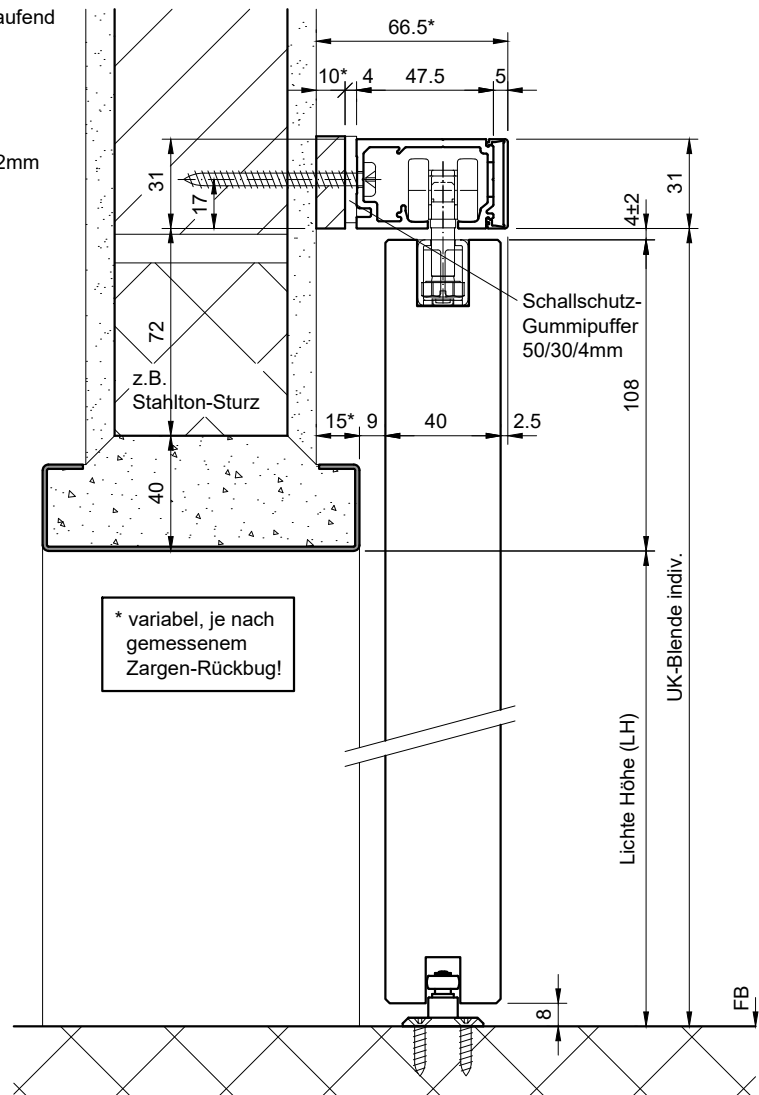 aufend
2mm
66.5*
10*
4
47.5
5
31
17
31
4±2
Schallschutz-
Gummipuffer
50/30/4mm
72
108
z.B.
Stahlton-Sturz
15*
9
40
2.5
40
* variabel, je nach
gemessenem
Zargen-Rückbug!
UK-Blende indiv.
Lichte Höhe (LH)
8
FB